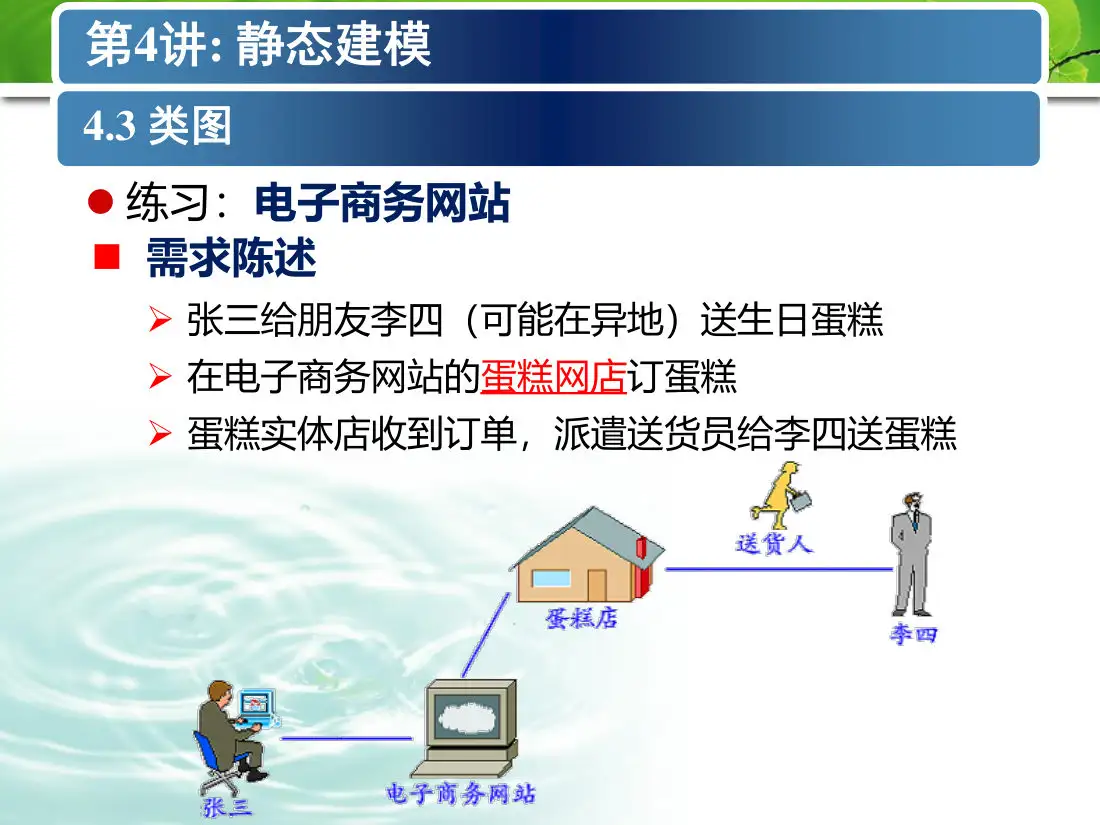 第4讲: 静态建模
4.3 类图
练习：电子商务网站
需求陈述
张三给朋友李四（可能在异地）送生日蛋糕
在电子商务网站的蛋糕网店订蛋糕
蛋糕实体店收到订单，派遣送货员给李四送蛋糕
送货人
蛋糕店
李四
电子商务网站
张三